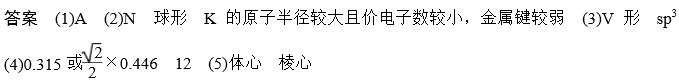 答案 (1)A (2)N 球形 K 的原子半径较大且价电子数较小，金属键较弱 (3)V 形 sp³
(4)0.315 或√2/2×0.446 12 (5)体心 棱心